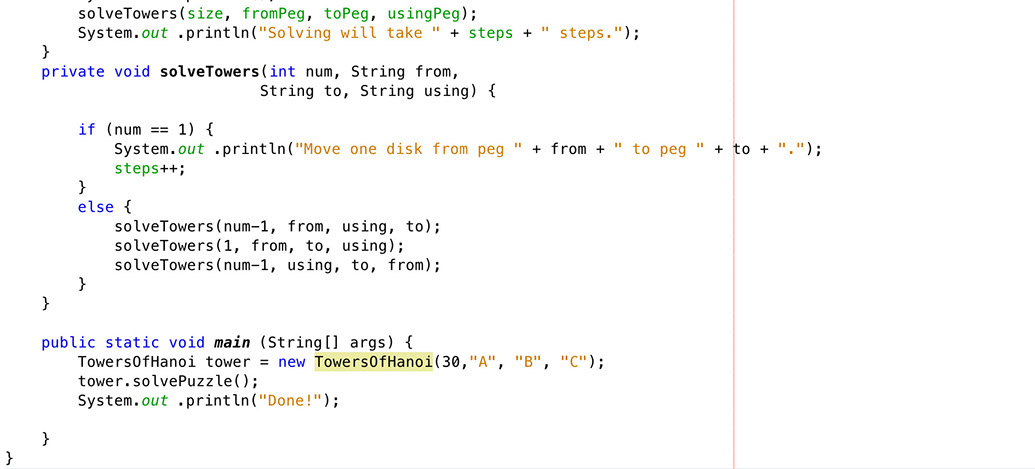 solveTowers(size, fromPeg, toPeg, usingPeg);
System.out .println("Solving will take " + steps + " steps.");
}
private void solveTowers(int num, String from,
String to, String using) {
if (num == 1) {
System.out .println("Move one disk from peg " + from + " to peg " + to + ".");
steps++;
}
else {
solveTowers(num-1, from, using, to);
solveTowers(1, from, to, using);
solveTowers(num-1, using, to, from);
}
}
public static void main (String[] args) {
TowersOfHanoi tower = new TowersOfHanoi(30,"A", "B", "C");
tower.solvePuzzle();
System.out .println("Done!");
}
}